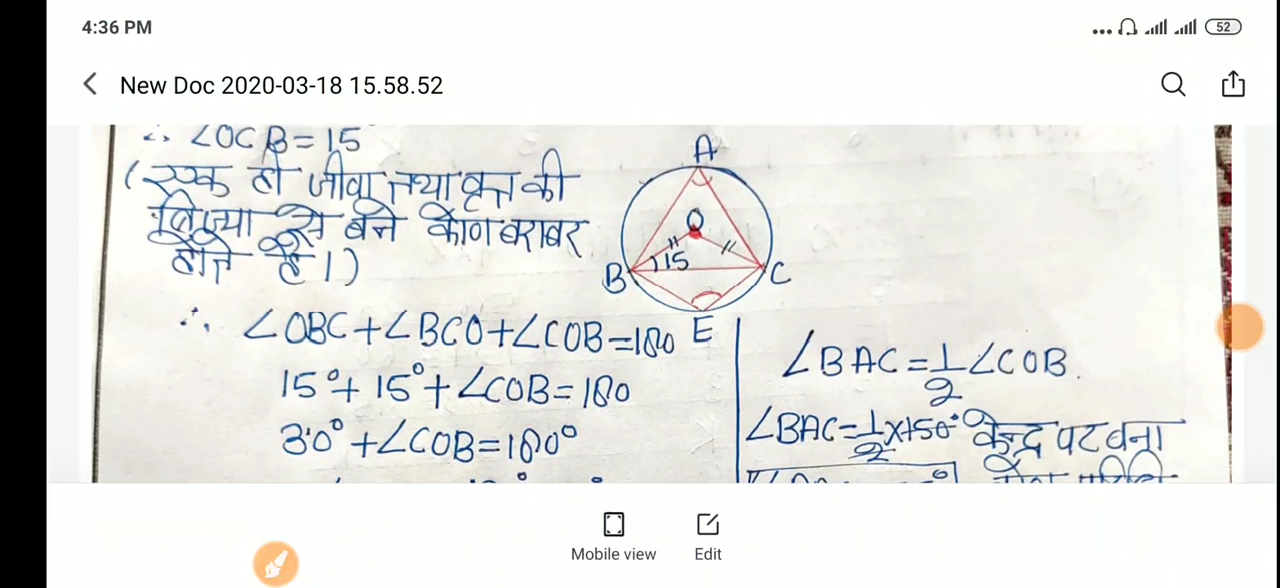 4:36 PM
52
New Doc 2020-03-18 15.58.52
∴ ∠OCB=15
(एक ही जीवा तथा वृत्त की
त्रिज्या से बने कोण बराबर
होते हैं।)
A
O
15
B
C
E
∴ ∠OBC+∠BCO+∠COB=180
15°+15°+∠COB=180
30°+∠COB=180°
∠BAC=1/2∠COB.
∠BAC=1/2×150° केन्द्र पर बना
Mobile view
Edit